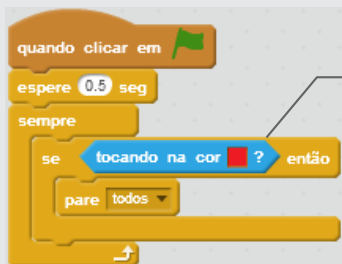 quando clicar em
espere 0.5 seg
sempre
se tocando na cor ? então
pare todos